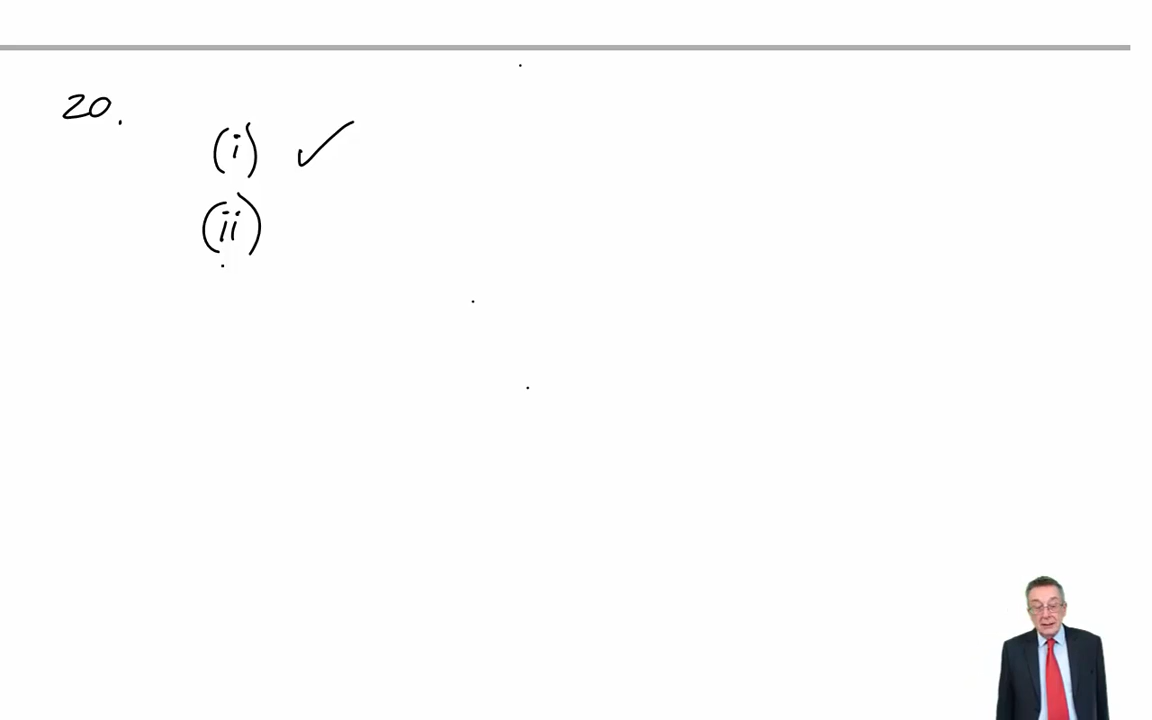 20.
(i) ✓
(ii)